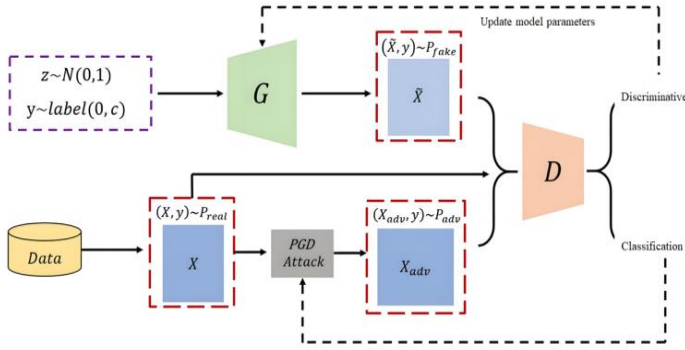 Update model parameters
(X̃, y)~P_fake
z~N(0,1)
y~label(0, c)
G
X̃
Discriminative
D
(X, y)~P_real
(X_adv, y)~P_adv
Data
X
PGD
Attack
X_adv
Classification